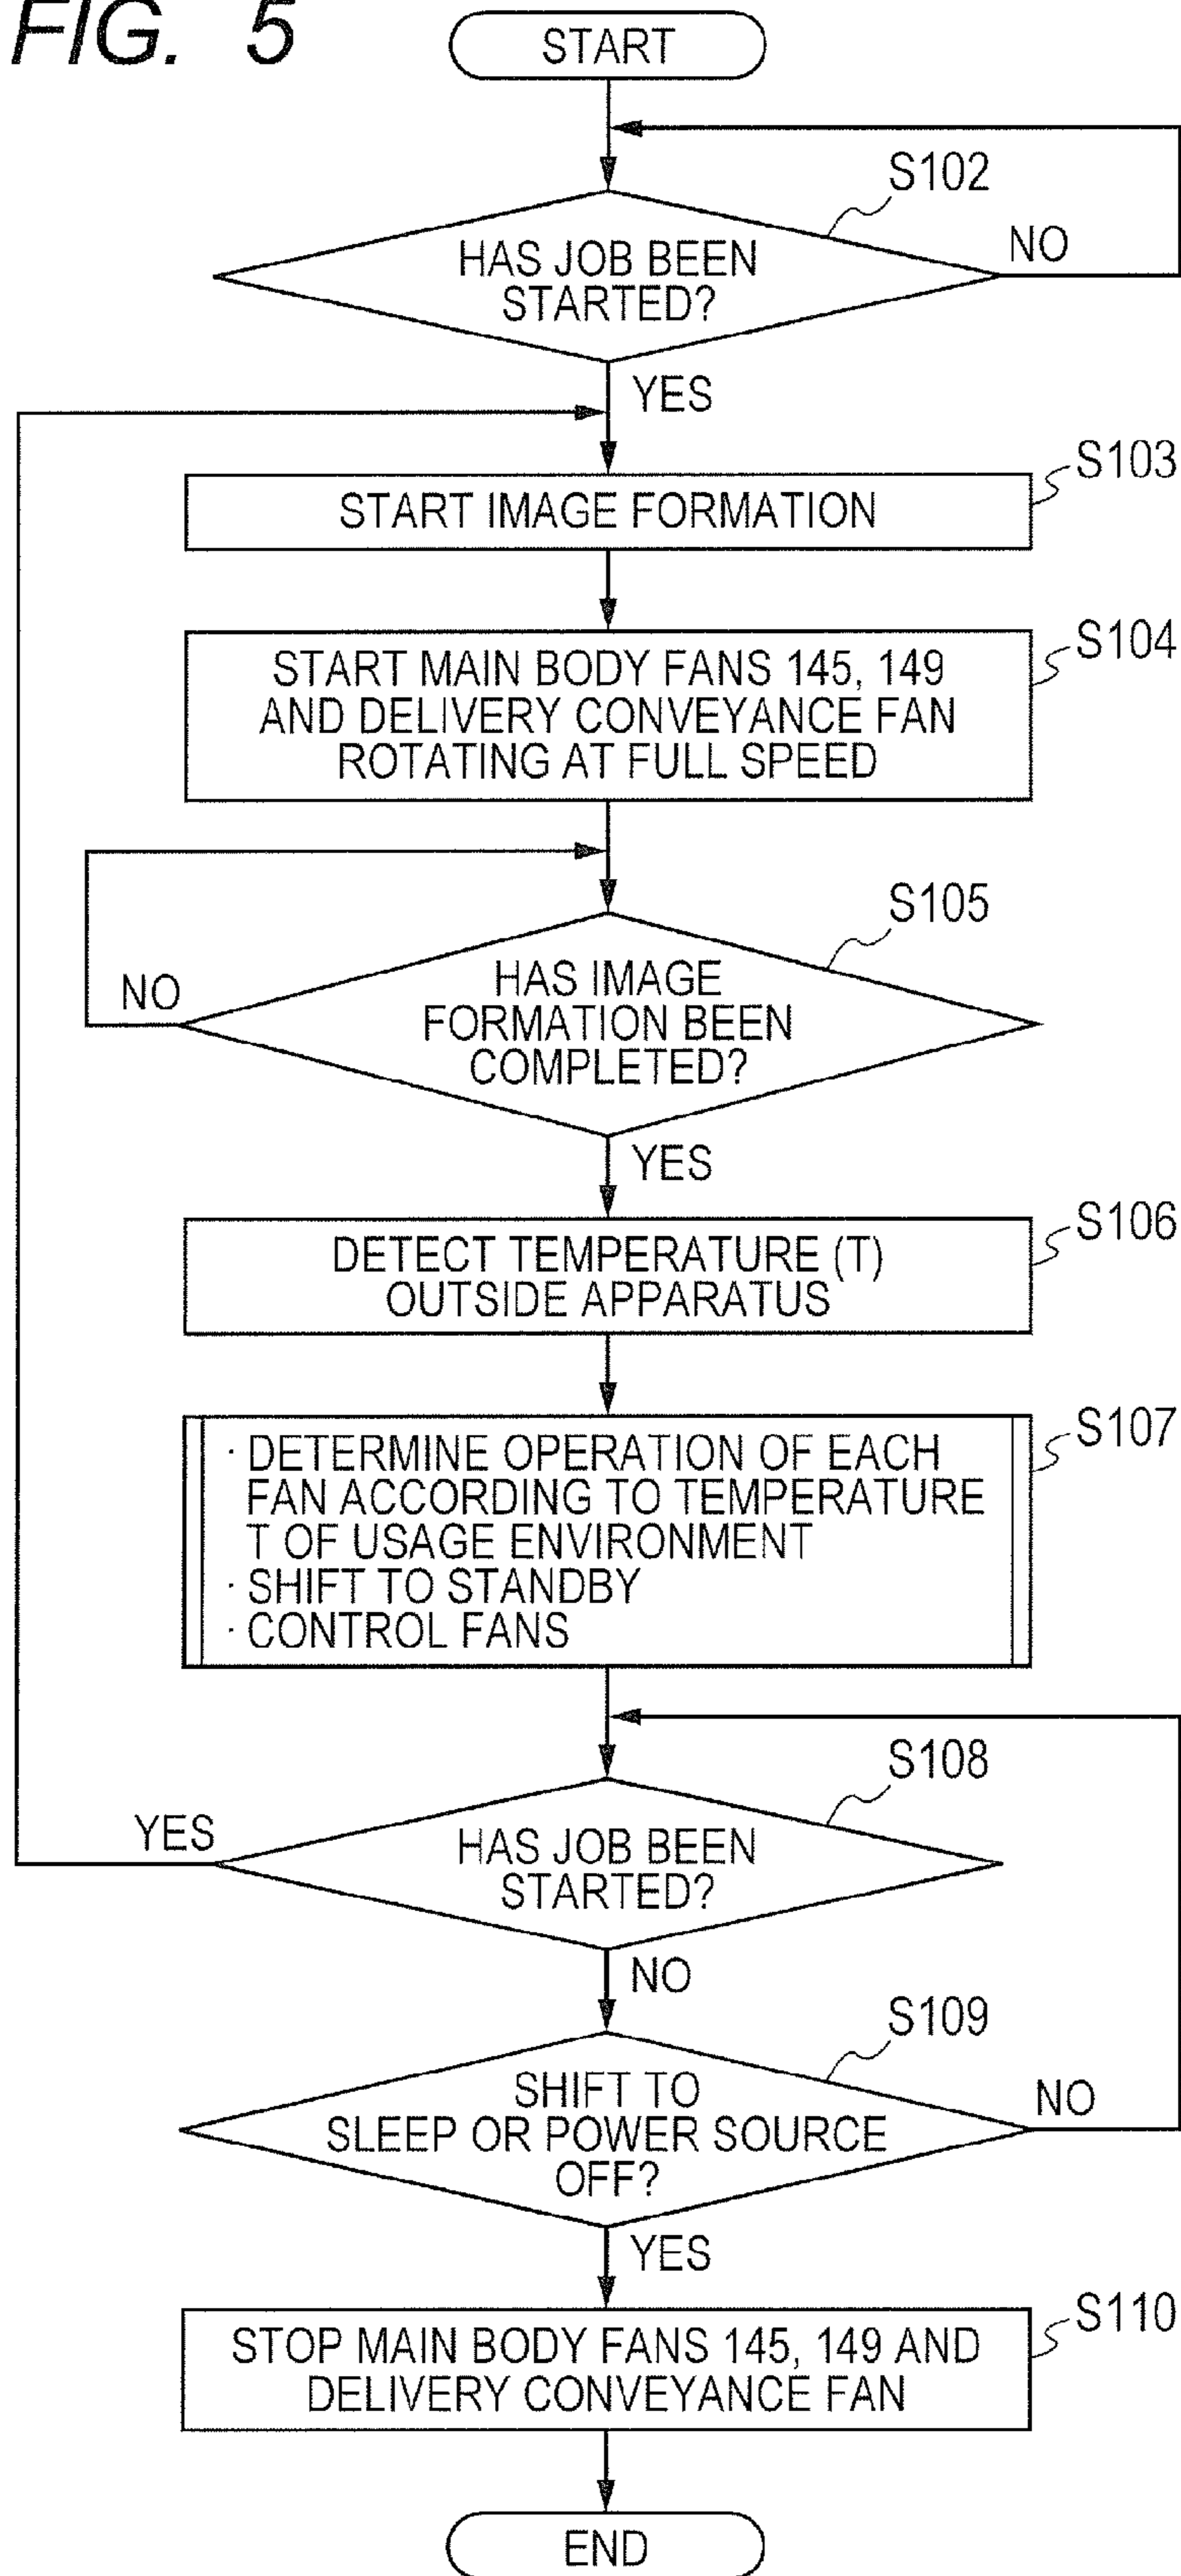 FIG. 5
START
S102
HAS JOB BEEN
STARTED?
NO
YES
S103
START IMAGE FORMATION
S104
START MAIN BODY FANS 145, 149
AND DELIVERY CONVEYANCE FAN
ROTATING AT FULL SPEED
S105
HAS IMAGE
FORMATION BEEN
COMPLETED?
NO
YES
S106
DETECT TEMPERATURE (T)
OUTSIDE APPARATUS
S107
· DETERMINE OPERATION OF EACH
FAN ACCORDING TO TEMPERATURE
T OF USAGE ENVIRONMENT
· SHIFT TO STANDBY
· CONTROL FANS
S108
YES
HAS JOB BEEN
STARTED?
NO
S109
SHIFT TO
SLEEP OR POWER SOURCE
OFF?
NO
YES
S110
STOP MAIN BODY FANS 145, 149 AND
DELIVERY CONVEYANCE FAN
END